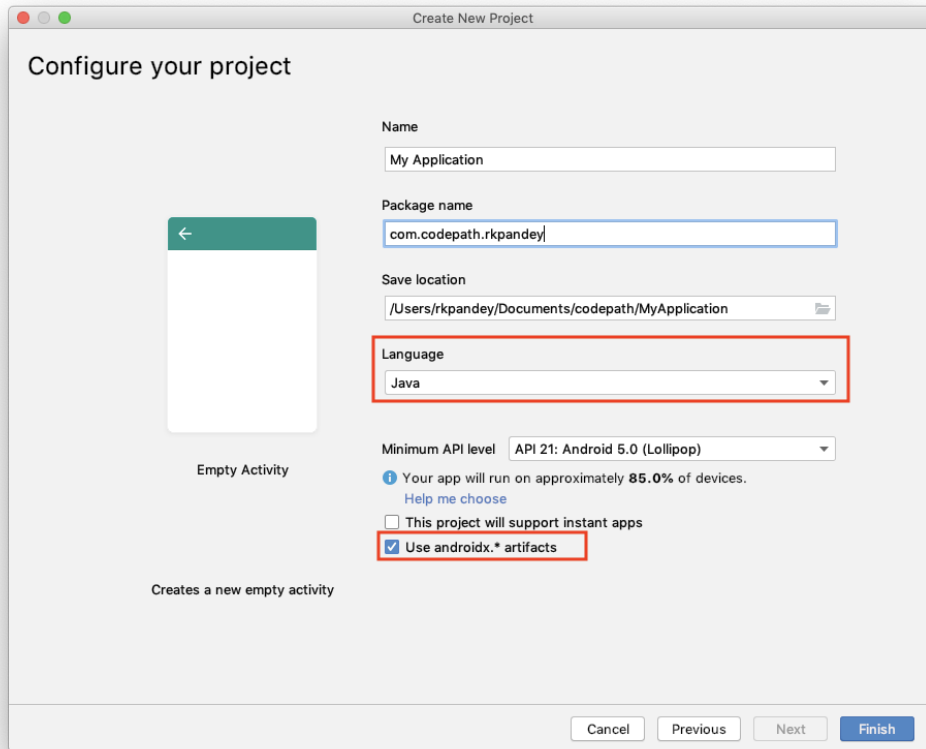 Create New Project
Configure your project
Name
My Application
Package name
com.codepath.rkpandey
Save location
/Users/rkpandey/Documents/codepath/MyApplication
Language
Java
Minimum API level API 21: Android 5.0 (Lollipop)
Empty Activity
Your app will run on approximately 85.0% of devices.
Help me choose
This project will support instant apps
Use androidx.* artifacts
Creates a new empty activity
Cancel Previous Next Finish